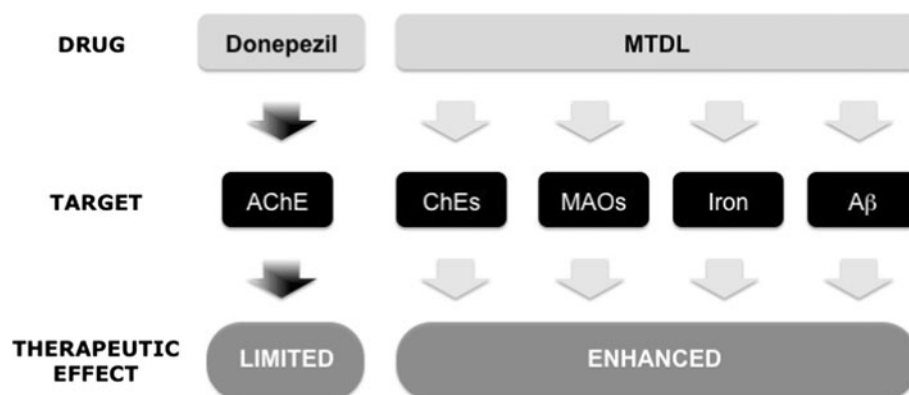 DRUG
Donepezil
MTDL
TARGET
AChE
ChEs
MAOs
Iron
Aβ
THERAPEUTIC
EFFECT
LIMITED
ENHANCED